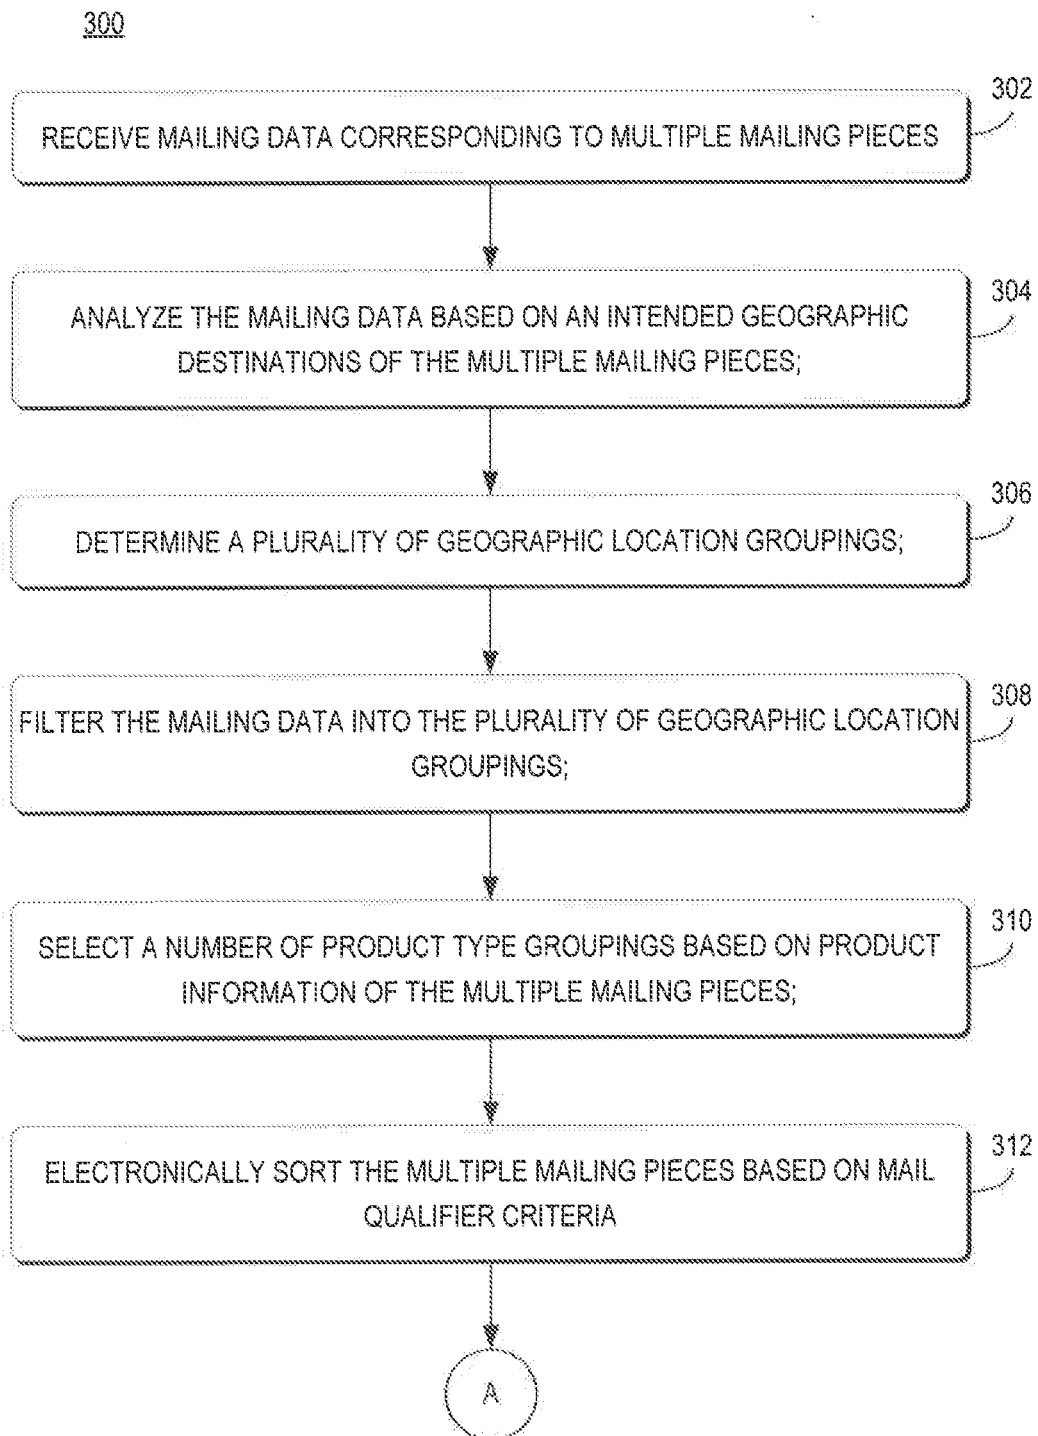 300
302
RECEIVE MAILING DATA CORRESPONDING TO MULTIPLE MAILING PIECES
304
ANALYZE THE MAILING DATA BASED ON AN INTENDED GEOGRAPHIC
DESTINATIONS OF THE MULTIPLE MAILING PIECES;
306
DETERMINE A PLURALITY OF GEOGRAPHIC LOCATION GROUPINGS;
308
FILTER THE MAILING DATA INTO THE PLURALITY OF GEOGRAPHIC LOCATION
GROUPINGS;
310
SELECT A NUMBER OF PRODUCT TYPE GROUPINGS BASED ON PRODUCT
INFORMATION OF THE MULTIPLE MAILING PIECES;
312
ELECTRONICALLY SORT THE MULTIPLE MAILING PIECES BASED ON MAIL
QUALIFIER CRITERIA
A